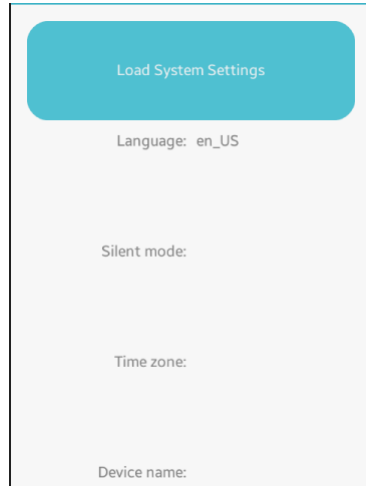 Load System Settings
Language: en_US
Silent mode:
Time zone:
Device name: